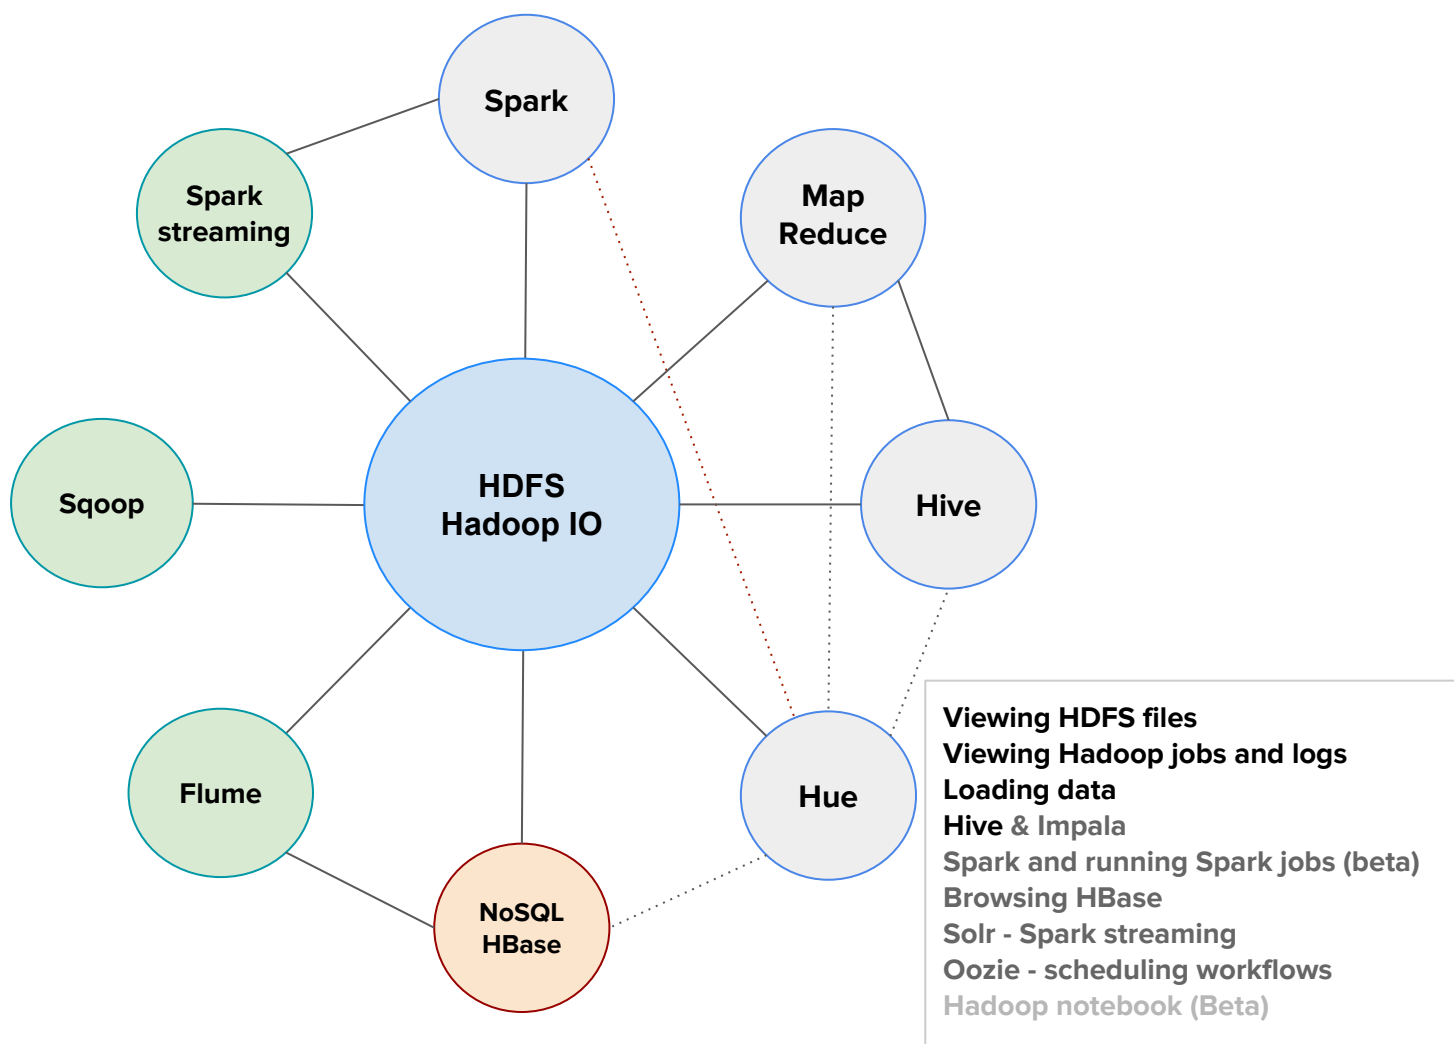 Spark
Spark
streaming
Map
Reduce
HDFS
Hadoop IO
Sqoop
Hive
Flume
NoSQL
HBase
Hue
Viewing HDFS files
Viewing Hadoop jobs and logs
Loading data
Hive & Impala
Spark and running Spark jobs (beta)
Browsing HBase
Solr - Spark streaming
Oozie - scheduling workflows
Hadoop notebook (Beta)